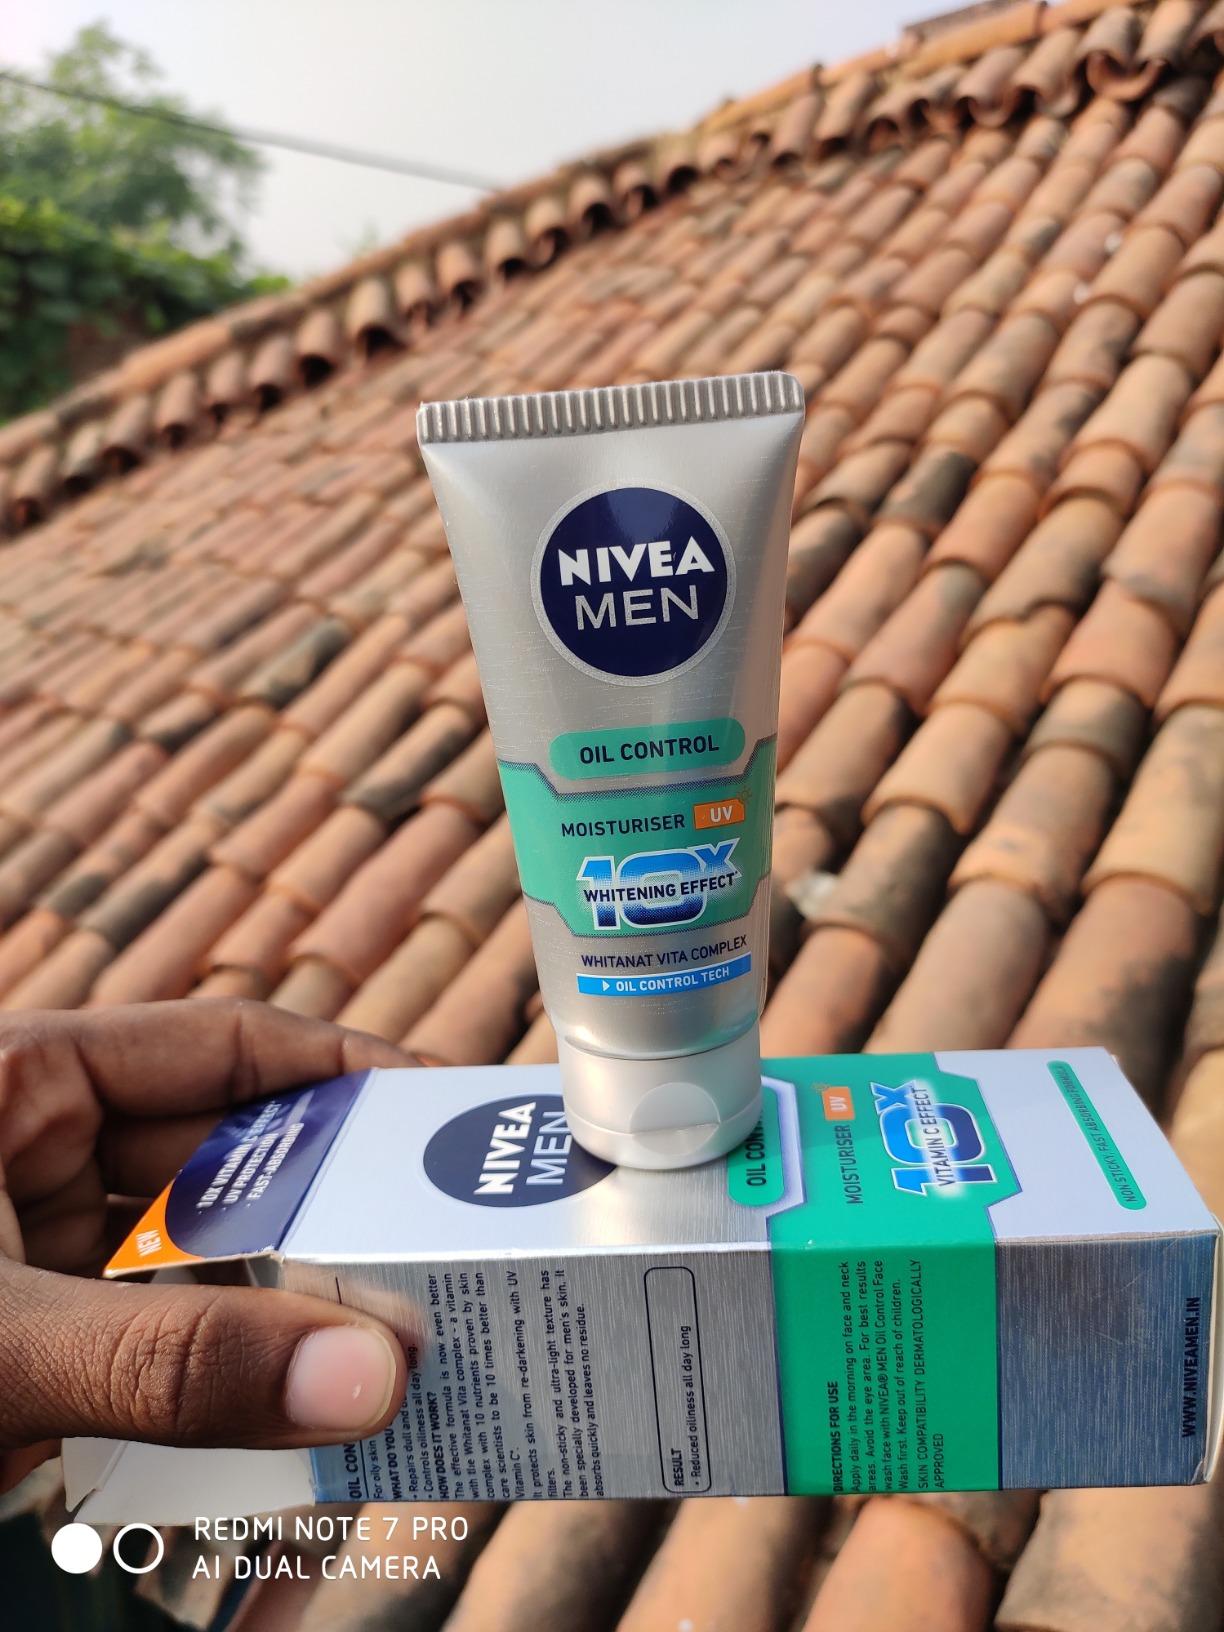 NIVEA
MEN
OIL CONTROL
MOISTURISER UV
10X
WHITENING EFFECT*
WHITANAT VITA COMPLEX
OIL CONTROL TECH
NEW
10X VITAMIN C EFFECT*
· UV PROTECTION
· FAST-ABSORBING
NIVEA
MEN
OIL CON
MOISTURISER UV
10X
VITAMIN C EFFECT*
NON STICKY, FAST ABSORBING FORMULA
OIL CON
For oily skin
WHAT DO YOU
• Repairs dull and
• Controls oiliness all day long
HOW DOES IT WORK?
The effective formula is now even better
with the Whitanat Vita complex - a vitamin
complex with 10 nutrients proven by skin
care scientists to be 10 times better than
Vitamin C*.
It protects skin from re-darkening with UV
filters.
The non-sticky and ultra-light texture has
been specially developed for men's skin. It
absorbs quickly and leaves no residue.
RESULT
• Reduced oiliness all day long
DIRECTIONS FOR USE
Apply daily in the morning on face and neck
areas. Avoid the eye area. For best results
wash face with NIVEA® MEN Oil Control Face
Wash first. Keep out of reach of children.
SKIN COMPATIBILITY DERMATOLOGICALLY
APPROVED
WWW.NIVEAMEN.IN
REDMI NOTE 7 PRO
AI DUAL CAMERA